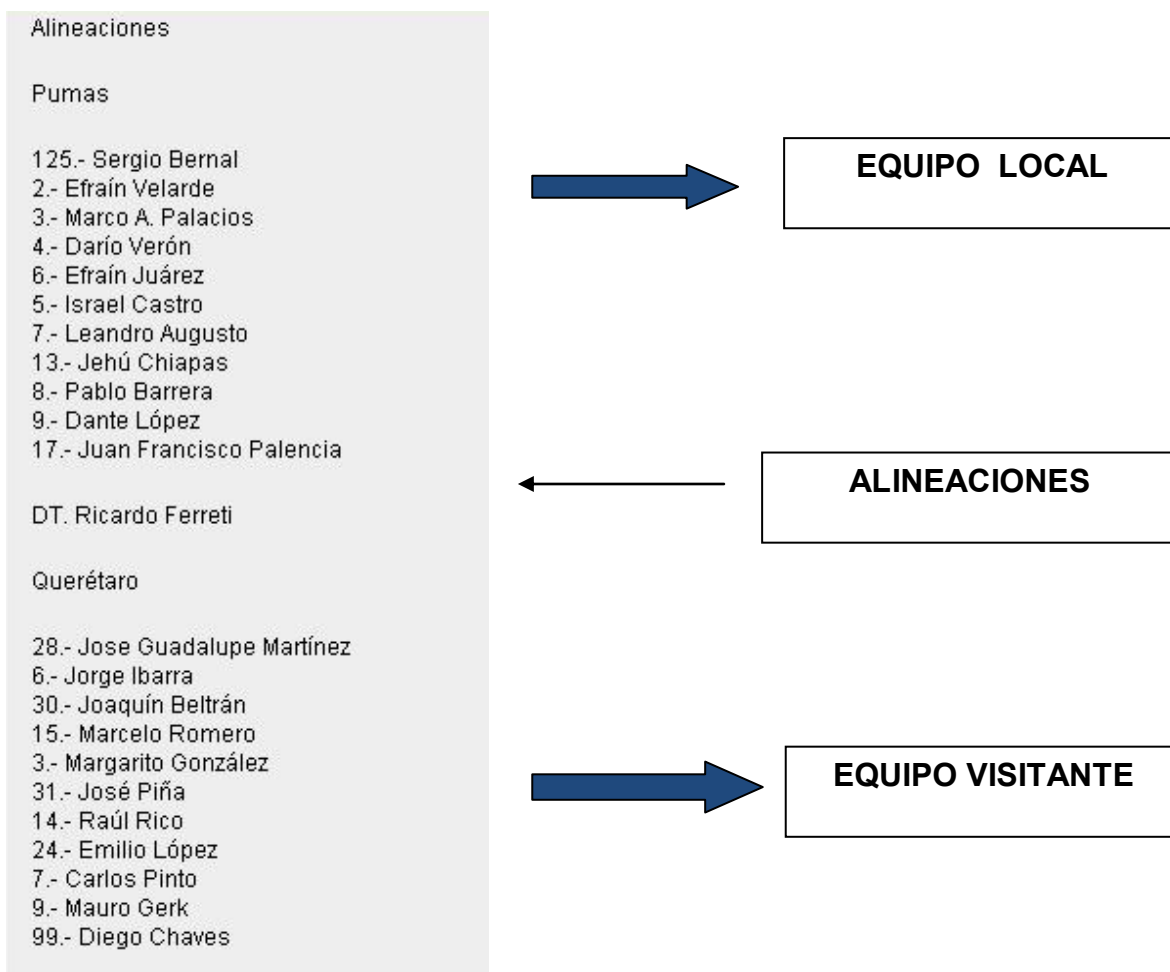 Alineaciones
Pumas
125.- Sergio Bernal
2.- Efraín Velarde
3.- Marco A. Palacios
4.- Darío Verón
6.- Efraín Juárez
5.- Israel Castro
7.- Leandro Augusto
13.- Jehú Chiapas
8.- Pablo Barrera
9.- Dante López
17.- Juan Francisco Palencia
DT. Ricardo Ferreti
Querétaro
28.- Jose Guadalupe Martínez
6.- Jorge Ibarra
30.- Joaquín Beltrán
15.- Marcelo Romero
3.- Margarito González
31.- José Piña
14.- Raúl Rico
24.- Emilio López
7.- Carlos Pinto
9.- Mauro Gerk
99.- Diego Chaves
EQUIPO LOCAL
ALINEACIONES
EQUIPO VISITANTE